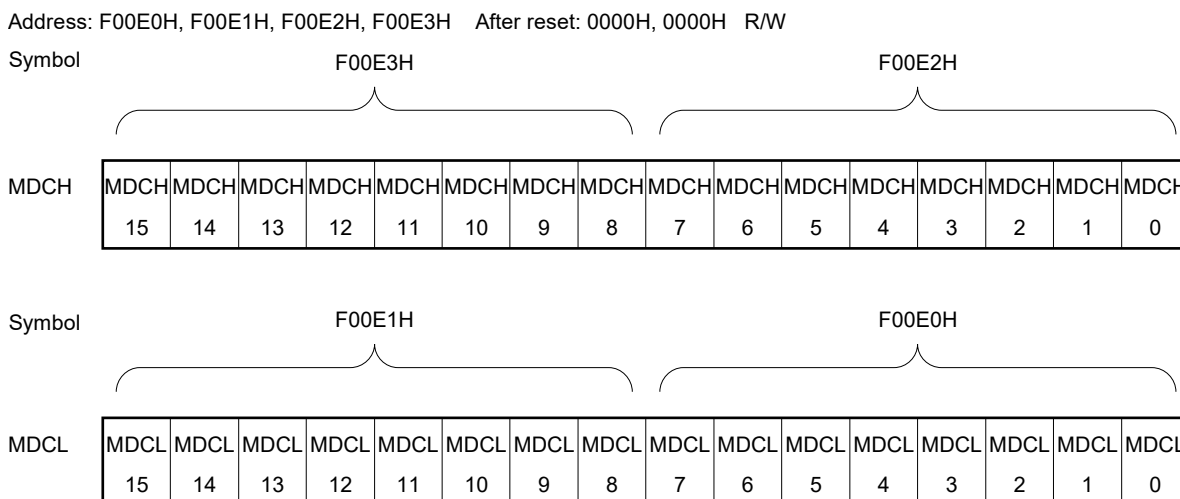 Address: F00E0H, F00E1H, F00E2H, F00E3H After reset: 0000H, 0000H R/W
Symbol F00E3H F00E2H
MDCH MDCH MDCH MDCH MDCH MDCH MDCH MDCH MDCH MDCH MDCH MDCH MDCH MDCH MDCH MDCH MDCH
15 14 13 12 11 10 9 8 7 6 5 4 3 2 1 0
Symbol F00E1H F00E0H
MDCL MDCL MDCL MDCL MDCL MDCL MDCL MDCL MDCL MDCL MDCL MDCL MDCL MDCL MDCL MDCL MDCL
15 14 13 12 11 10 9 8 7 6 5 4 3 2 1 0